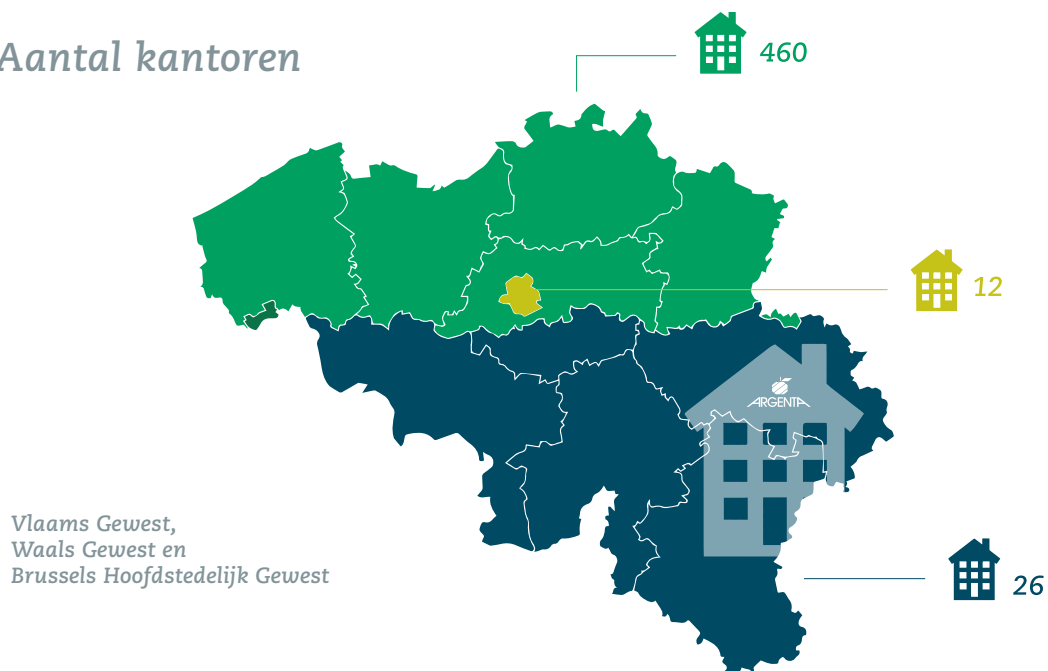 Aantal kantoren
460
12
ARGENTA
Vlaams Gewest,
Waals Gewest en
Brussels Hoofdstedelijk Gewest
26